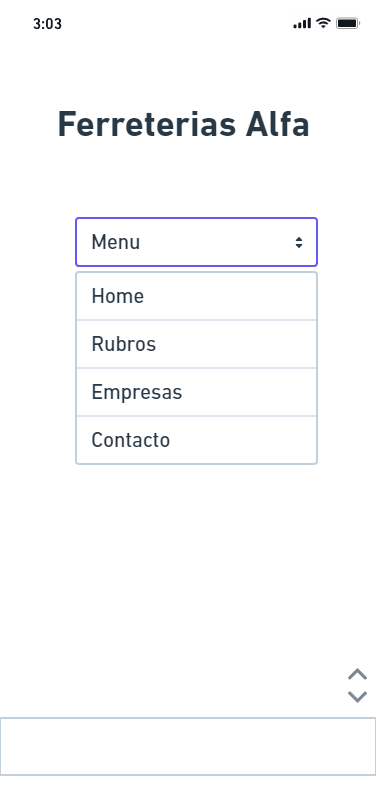 3:03
Ferreterias Alfa
Menu
Home
Rubros
Empresas
Contacto